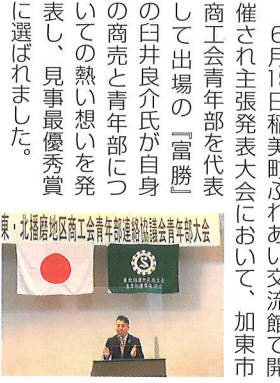 6月15日稲美町ふれあい交流館で開
催され主張発表大会において、加東市
商工会青年部を代表
して出場の『富勝』
の臼井良介氏が自身
の商売と青年部につ
いての熱い想いを発
表し、見事最優秀賞
に選ばれました。
東・北播磨地区商工会青年部連絡協議会青年部大会